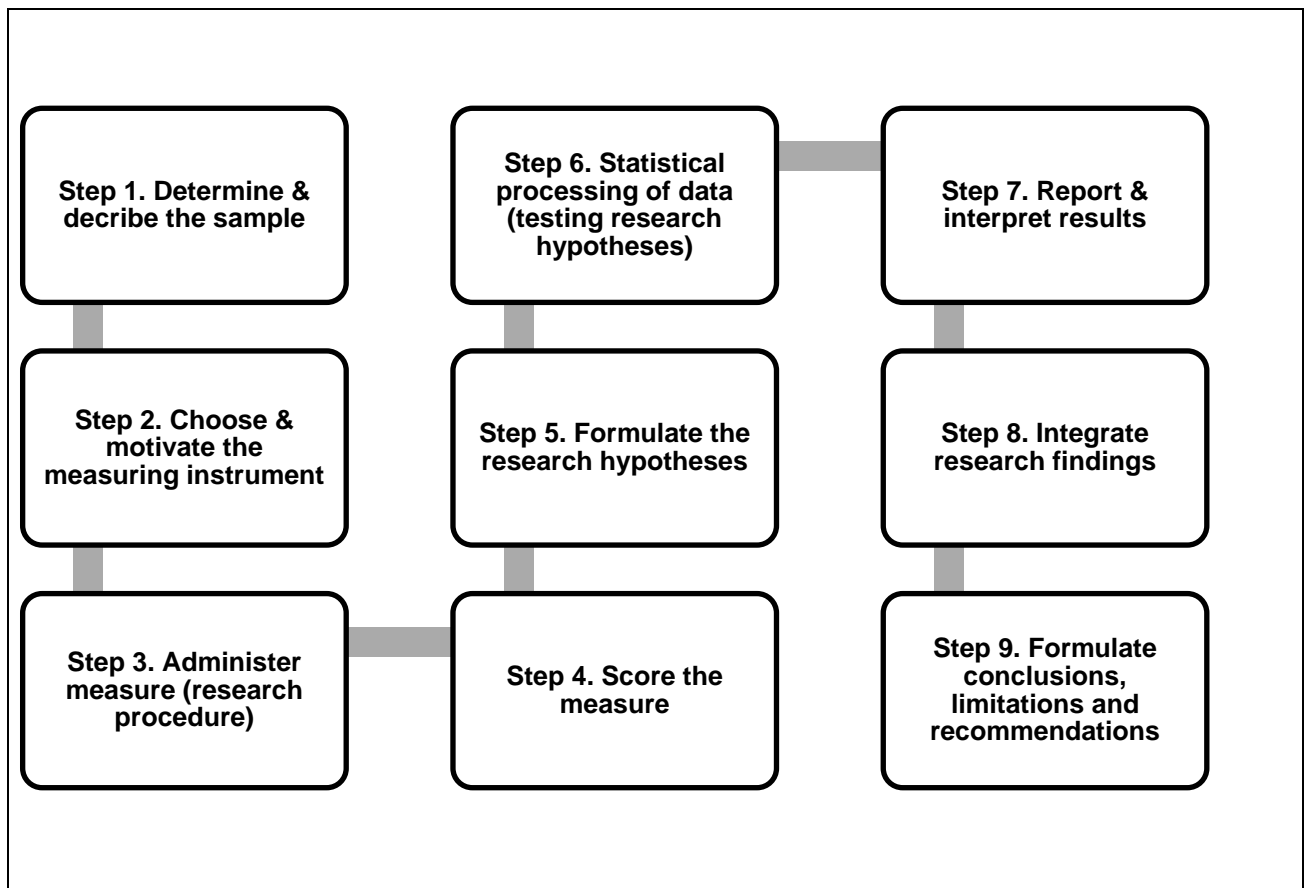 Step 1. Determine &
decribe the sample
Step 2. Choose &
motivate the
measuring instrument
Step 3. Administer
measure (research
procedure)
Step 4. Score the
measure
Step 5. Formulate the
research hypotheses
Step 6. Statistical
processing of data
(testing research
hypotheses)
Step 7. Report &
interpret results
Step 8. Integrate
research findings
Step 9. Formulate
conclusions,
limitations and
recommendations